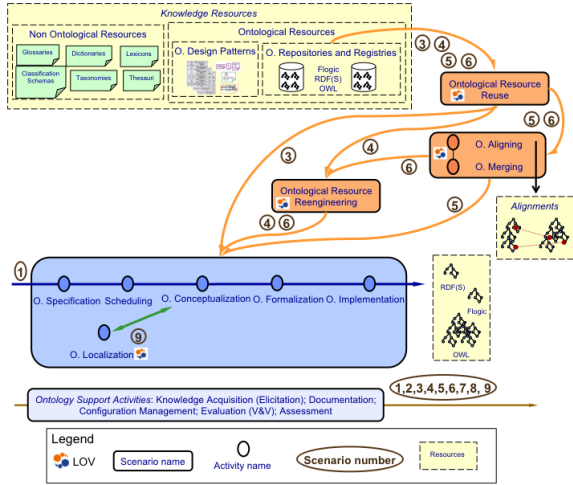 Knowledge Resources
Non Ontological Resources
Glossaries
Dictionaries
Lexicons
Classification
Schemas
Taxonomies
Thesauri
Ontological Resources
O. Design Patterns
O. Repositories and Registries
Flogic
RDF(S)
OWL
3 4
5 6
Ontological Resource
Reuse
5
6
O. Aligning
O. Merging
3
4
6
Ontological Resource
Reengineering
4 6
5
Alignments
1
O. Specification Scheduling O. Conceptualization O. Formalization O. Implementation
9
O. Localization
RDF(S)
Flogic
OWL
1,2,3,4,5,6,7,8, 9
Ontology Support Activities: Knowledge Acquisition (Elicitation); Documentation;
Configuration Management; Evaluation (V&V); Assessment
Legend
LOV
Scenario name
Activity name
Scenario number
Resources